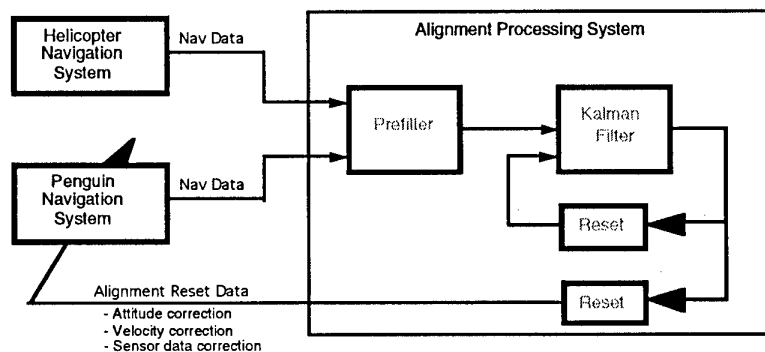 Helicopter
Navigation
System
Nav Data
Alignment Processing System
Prefilter
Kalman
Filter
Penguin
Navigation
System
Nav Data
Reset
Reset
Alignment Reset Data
- Attitude correction
- Velocity correction
- Sensor data correction